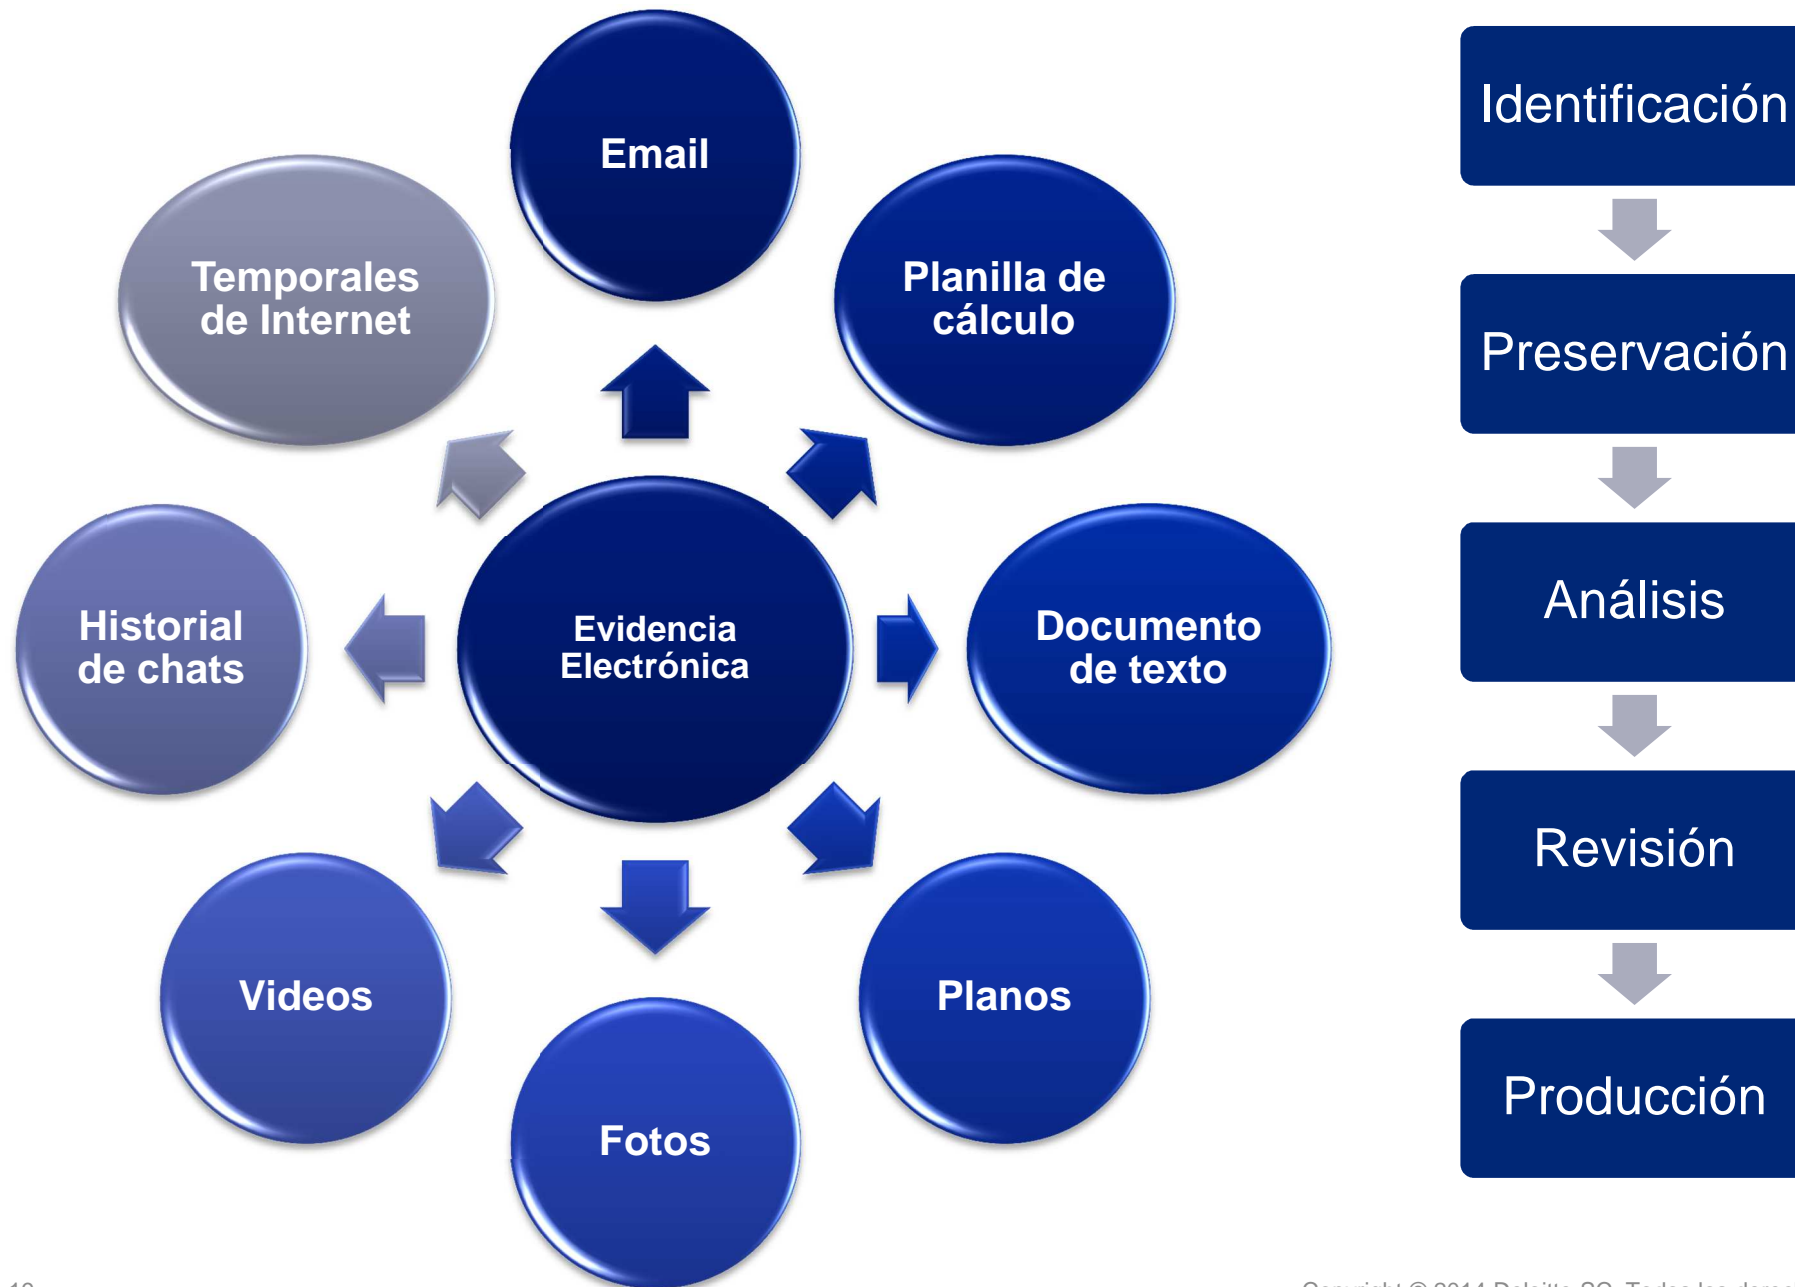 Email
Planilla de
cálculo
Documento
de texto
Planos
Fotos
Videos
Historial
de chats
Temporales
de Internet
Evidencia
Electrónica
Identificación
Preservación
Análisis
Revisión
Producción